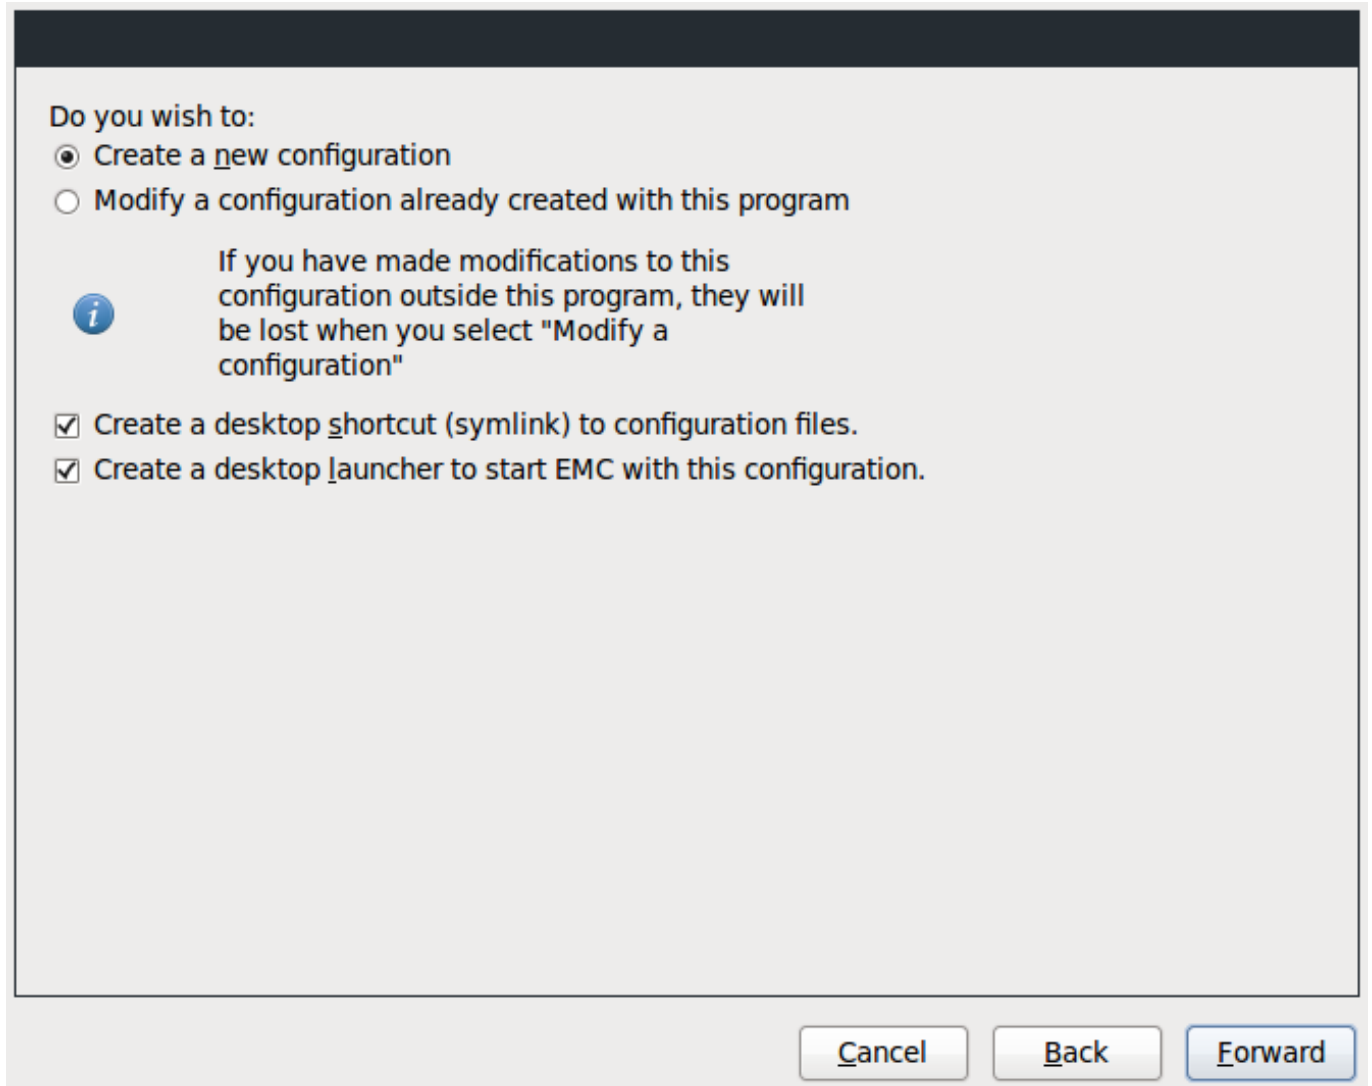 Do you wish to:
Create a new configuration
Modify a configuration already created with this program
If you have made modifications to this
configuration outside this program, they will
be lost when you select "Modify a
configuration"
Create a desktop shortcut (symlink) to configuration files.
Create a desktop launcher to start EMC with this configuration.
Cancel Back Forward